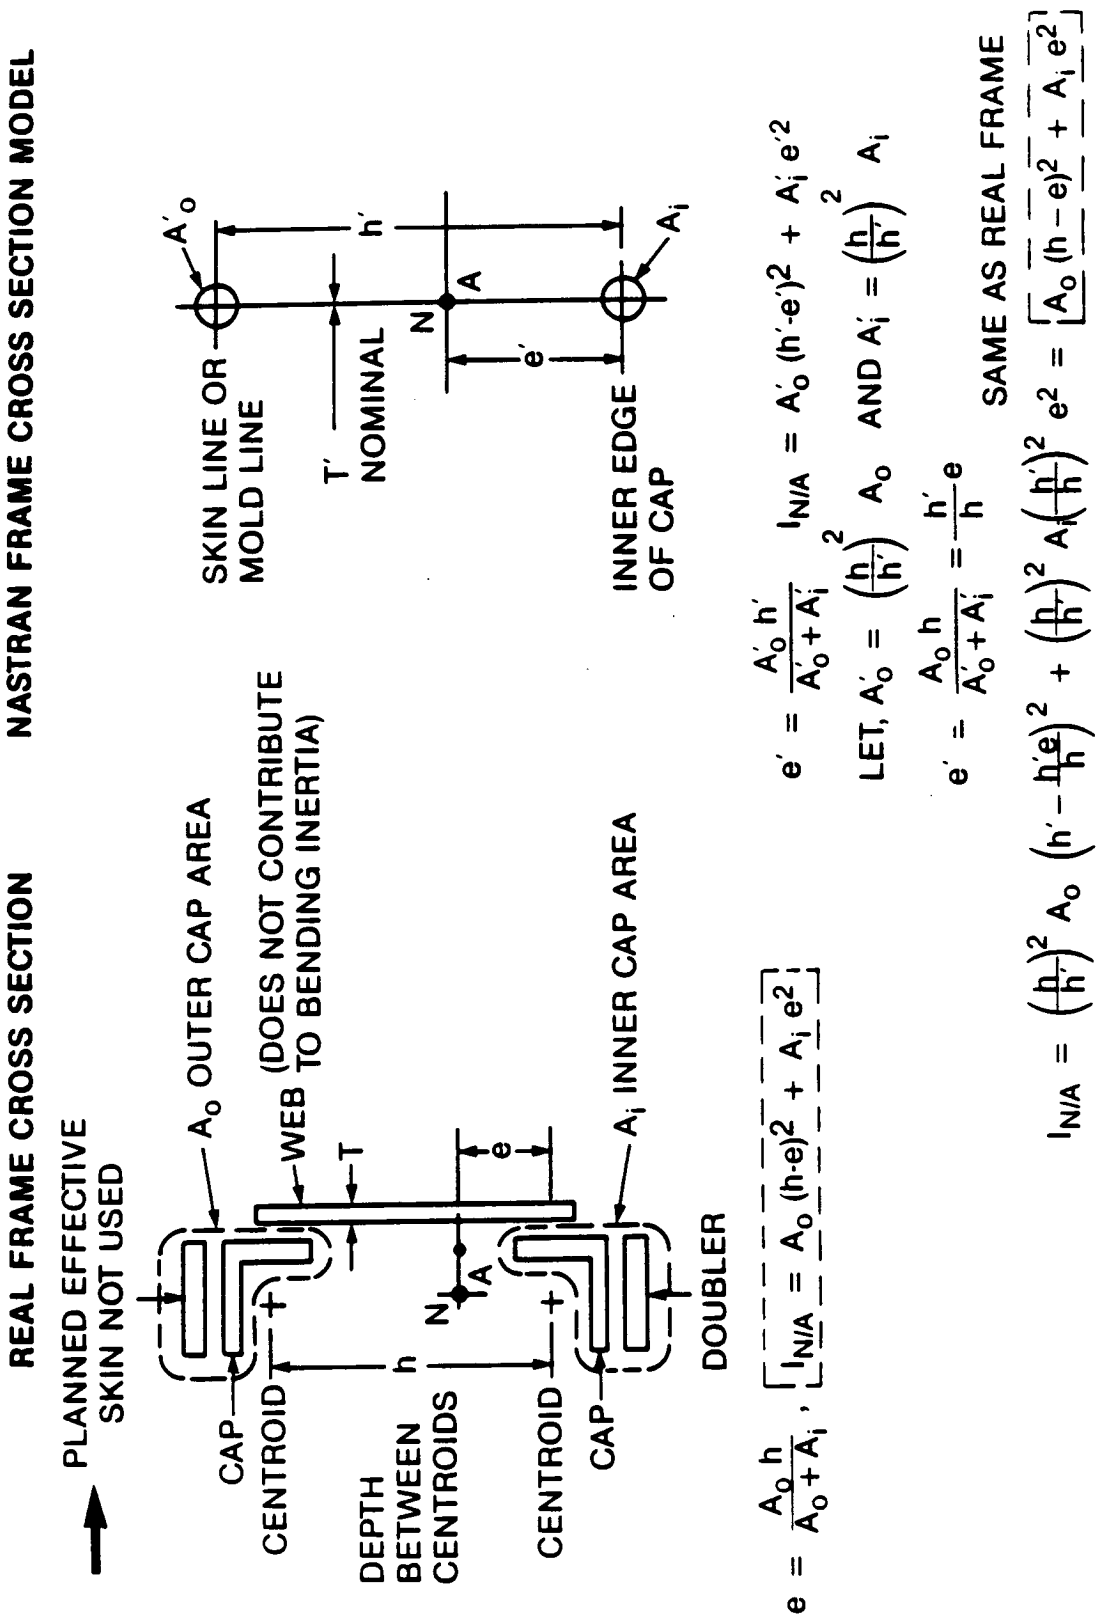 REAL FRAME CROSS SECTION
PLANNED EFFECTIVE
SKIN NOT USED
A_o OUTER CAP AREA
WEB (DOES NOT CONTRIBUTE
TO BENDING INERTIA)
T
CAP
CENTROID
h
DEPTH
BETWEEN
CENTROIDS
N
A
e
CENTROID
CAP
A_i INNER CAP AREA
DOUBLER
e = A_o h / (A_o + A_i) , I_N/A = A_o (h-e)² + A_i e²
NASTRAN FRAME CROSS SECTION MODEL
SKIN LINE OR
MOLD LINE
A'_o
T'
NOMINAL
h'
N
A
e'
INNER EDGE
OF CAP
A_i
e' = A'_o h' / (A'_o + A'_i) I_N/A = A'_o (h'-e')² + A'_i e'²
LET, A'_o = (h/h')² A_o AND A'_i = (h/h')² A_i
e' = A_o h / (A'_o + A'_i) = h'/h e
SAME AS REAL FRAME
I_N/A = (h/h')² A_o (h' - h'e/h)² + (h/h')² A_i (h'/h)² e² = A_o (h - e)² + A_i e²